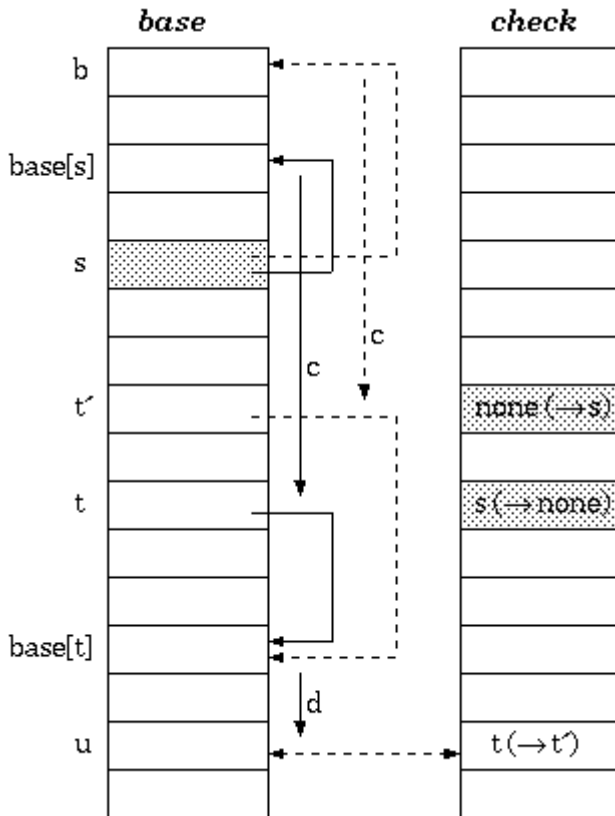 base check
b
base[s]
s
c
c
t´ none(→s)
t s(→none)
base[t]
d
u t(→t´)